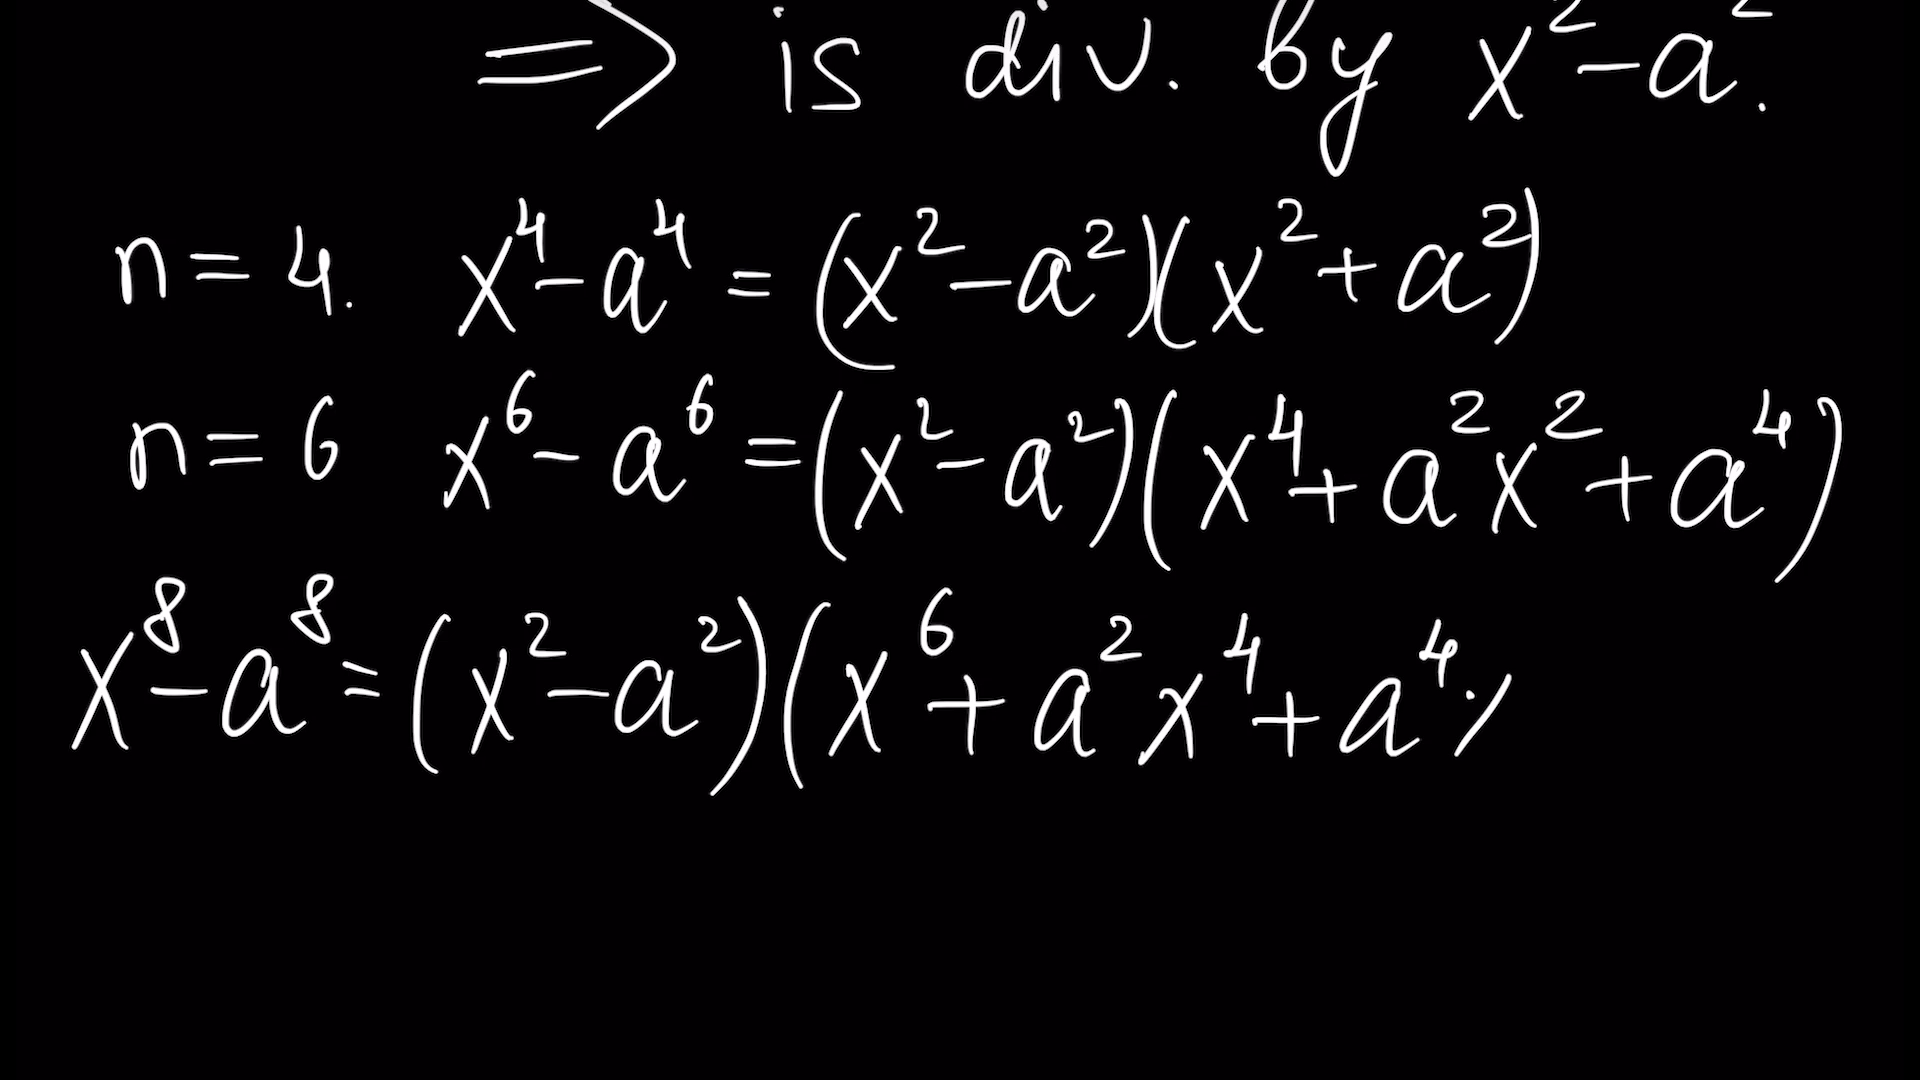 => is div. by x²-a².
n=4. x⁴-a⁴=(x²-a²)(x²+a²)
n=6 x⁶-a⁶=(x²-a²)(x⁴+a²x²+a⁴)
x⁸-a⁸=(x²-a²)(x⁶+a²x⁴+a⁴